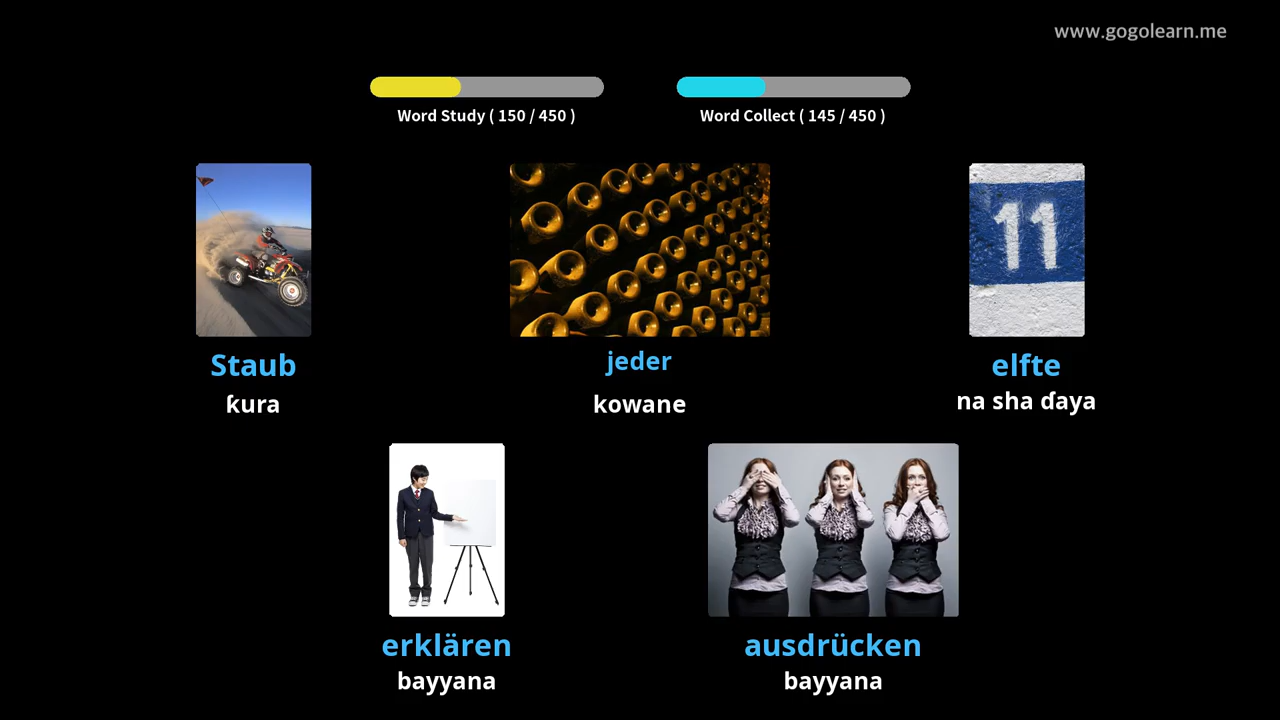 www.gogolearn.me
Word Study ( 150 / 450 )
Word Collect ( 145 / 450 )
11
Staub
ƙura
jeder
kowane
elfte
na sha ɗaya
erklären
bayyana
ausdrücken
bayyana